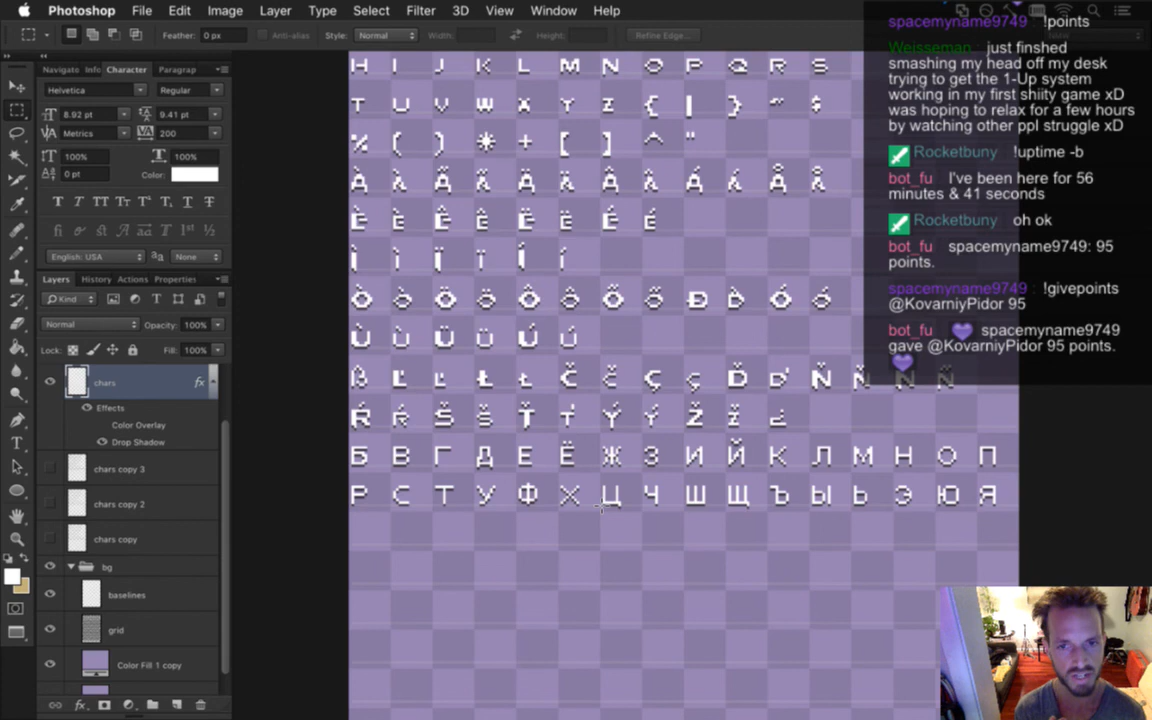 Photoshop File Edit Image Layer Type Select Filter 3D View Window Help
Feather: 0 px Anti-alias Style: Normal Width: Height: Refine Edge...
Navigato Info Character Paragrap
Helvetica Regular
8.92 pt 9.41 pt
Metrics 200
100% 100%
0 pt Color:
English: USA None
Layers History Actions Properties
Kind
Normal Opacity: 100%
Lock: Fill: 100%
chars fx
Effects
Color Overlay
Drop Shadow
chars copy 3
chars copy 2
chars copy
bg
baselines
grid
Color Fill 1 copy
H I J K L M N O P Q R S
T U V W X Y Z { | } ~ $
% ( ) * + [ ] ^ "
Б В Г Д Е Ё Ж З И Й К Л М Н О П
Р С Т У Ф Х Ц Ч Ш Щ Ъ Ы Ь Э Ю Я
spacemyname9749 !points
Weisseman just finshed
smashing my head off my desk
trying to get the 1-Up system
working in my first shiity game xD
was hoping to relax for a few hours
by watching other ppl struggle xD
Rocketbuny !uptime -b
bot_fu I've been here for 56
minutes & 41 seconds
Rocketbuny oh ok
bot_fu spacemyname9749: 95
points.
spacemyname9749 !givepoints
@KovarniyPidor 95
bot_fu spacemyname9749
gave @KovarniyPidor 95 points.